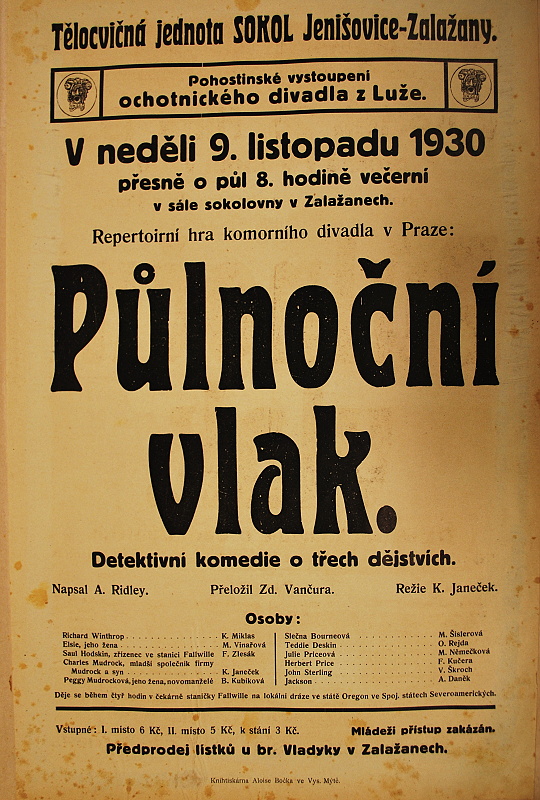 Tělocvičná jednota SOKOL Jenišovice-Zalažany.
Pohostinské vystoupení
ochotnického divadla z Luže.
V neděli 9. listopadu 1930
přesně o půl 8. hodině večerní
v sále sokolovny v Zalažanech.
Repertoirní hra komorního divadla v Praze:
Půlnoční
vlak.
Detektivní komedie o třech dějstvích.
Napsal A. Ridley. Přeložil Zd. Vančura. Režie K. Janeček.
Osoby:
Richard Winthrop K. Miklas
Elsie, jeho žena M. Vinařová
Saul Hodskin, zřízenec ve stanici Fallwille F. Zlesák
Charles Mudrock, mladší společník firmy
Mudrock a syn K. Janeček
Peggy Mudrocková, jeho žena, novomanželé B. Kubíková
Slečna Bourneová M. Šislerová
Teddie Deskin O. Rejda
Julie Priceová M. Němečková
Herbert Price F. Kučera
John Sterling V. Škroch
Jackson A. Daněk
Děje se během čtyř hodin v čekárně staničky Fallwille na lokální dráze ve státě Oregon ve Spoj. státech Severoamerických.
Vstupné: I. místo 6 Kč, II. místo 5 Kč, k stání 3 Kč. Mládeži přístup zakázán.
Předprodej lístků u br. Vladyky v Zalažanech.
Knihtiskárna Aloise Bočka ve Vys. Mýtě.